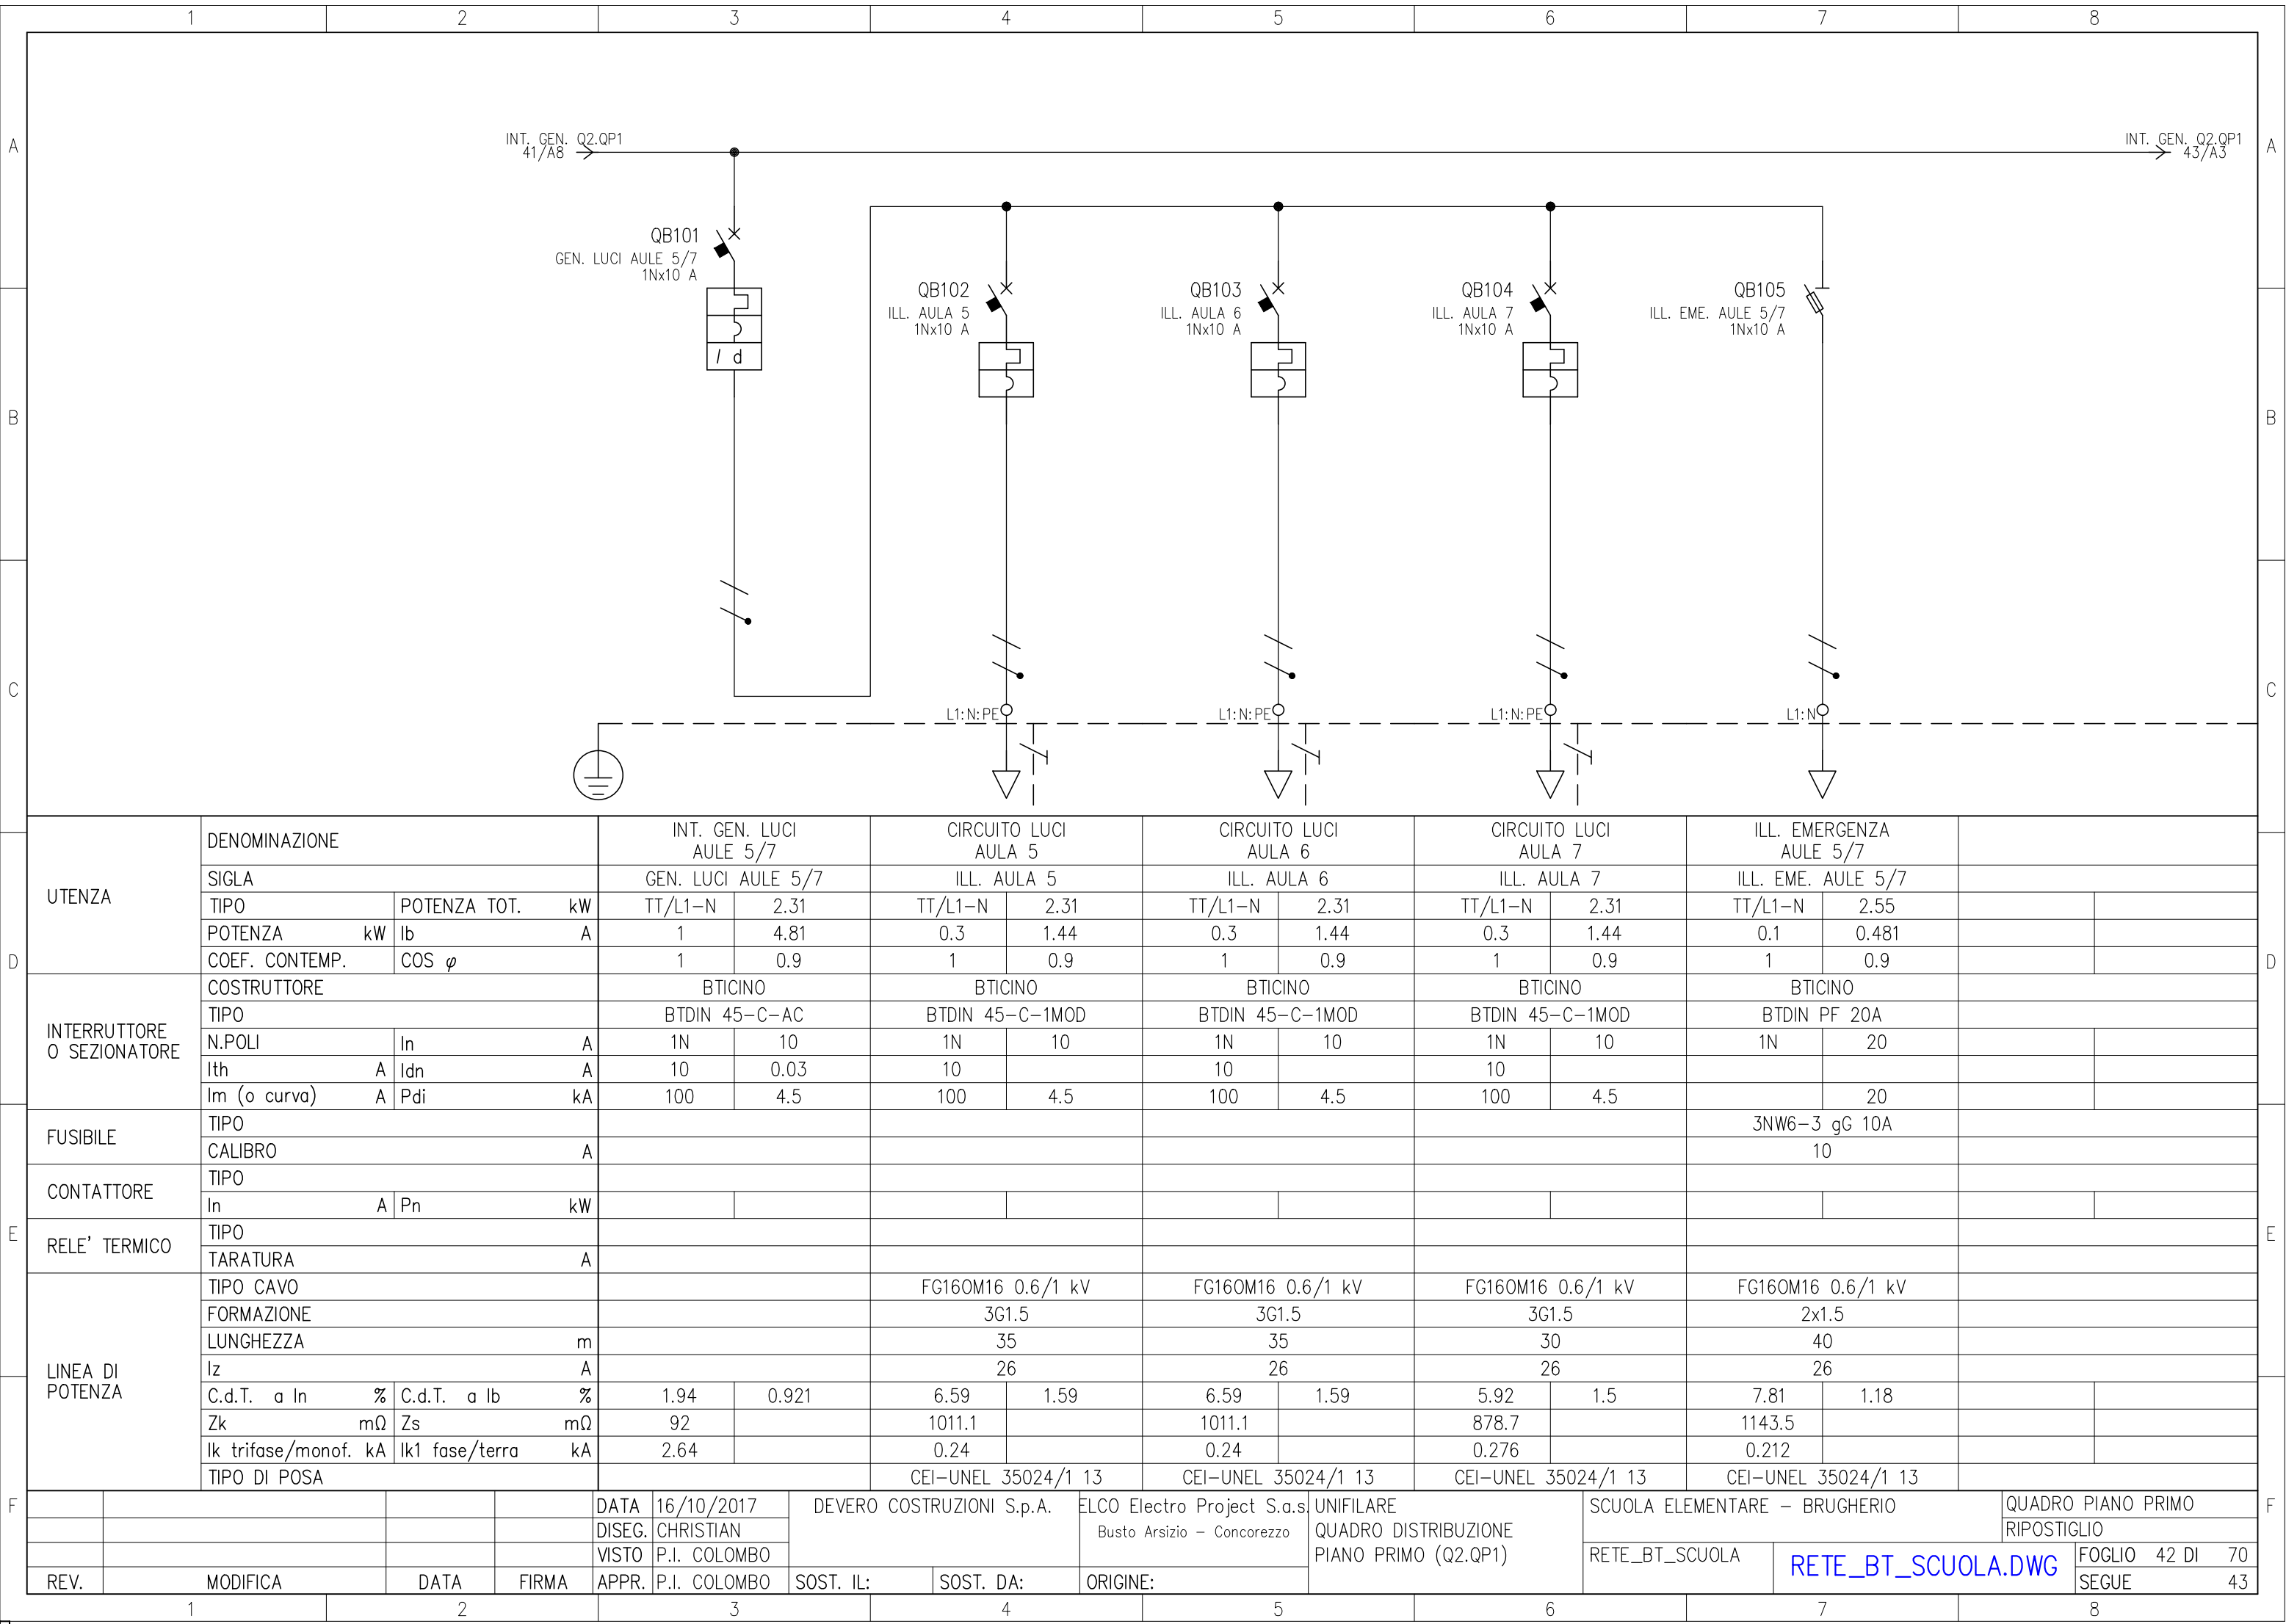 1 2 3 4 5 6 7 8
A A
INT. GEN. Q2.QP1
41/A8
INT. GEN. Q2.QP1
43/A3
QB101
GEN. LUCI AULE 5/7
1Nx10 A
I d
QB102
ILL. AULA 5
1Nx10 A
QB103
ILL. AULA 6
1Nx10 A
QB104
ILL. AULA 7
1Nx10 A
QB105
ILL. EME. AULE 5/7
1Nx10 A
B B
C C
L1:N:PE L1:N:PE L1:N:PE L1:N
UTENZA
DENOMINAZIONE
INT. GEN. LUCI
AULE 5/7
CIRCUITO LUCI
AULA 5
CIRCUITO LUCI
AULA 6
CIRCUITO LUCI
AULA 7
ILL. EMERGENZA
AULE 5/7
SIGLA GEN. LUCI AULE 5/7 ILL. AULA 5 ILL. AULA 6 ILL. AULA 7 ILL. EME. AULE 5/7
TIPO POTENZA TOT. kW TT/L1-N 2.31 TT/L1-N 2.31 TT/L1-N 2.31 TT/L1-N 2.31 TT/L1-N 2.55
POTENZA kW Ib A 1 4.81 0.3 1.44 0.3 1.44 0.3 1.44 0.1 0.481
D D
COEF. CONTEMP. COS φ 1 0.9 1 0.9 1 0.9 1 0.9 1 0.9
INTERRUTTORE
O SEZIONATORE
COSTRUTTORE BTICINO BTICINO BTICINO BTICINO BTICINO
TIPO BTDIN 45-C-AC BTDIN 45-C-1MOD BTDIN 45-C-1MOD BTDIN 45-C-1MOD BTDIN PF 20A
N.POLI In A 1N 10 1N 10 1N 10 1N 10 1N 20
Ith A Idn A 10 0.03 10 10 10
Im (o curva) A Pdi kA 100 4.5 100 4.5 100 4.5 100 4.5 20
FUSIBILE
TIPO 3NW6-3 gG 10A
CALIBRO A 10
CONTATTORE
TIPO
In A Pn kW
E E
RELE' TERMICO
TIPO
TARATURA A
LINEA DI
POTENZA
TIPO CAVO FG16OM16 0.6/1 kV FG16OM16 0.6/1 kV FG16OM16 0.6/1 kV FG16OM16 0.6/1 kV
FORMAZIONE 3G1.5 3G1.5 3G1.5 2x1.5
LUNGHEZZA m 35 35 30 40
Iz A 26 26 26 26
C.d.T. a In % C.d.T. a Ib % 1.94 0.921 6.59 1.59 6.59 1.59 5.92 1.5 7.81 1.18
Zk mΩ Zs mΩ 92 1011.1 1011.1 878.7 1143.5
Ik trifase/monof. kA Ik1 fase/terra kA 2.64 0.24 0.24 0.276 0.212
TIPO DI POSA CEI-UNEL 35024/1 13 CEI-UNEL 35024/1 13 CEI-UNEL 35024/1 13 CEI-UNEL 35024/1 13
F F
DATA 16/10/2017
DISEG. CHRISTIAN
VISTO P.I. COLOMBO
REV. MODIFICA DATA FIRMA APPR. P.I. COLOMBO
DEVERO COSTRUZIONI S.p.A.
SOST. IL: SOST. DA: ORIGINE:
ELCO Electro Project S.a.s.
Busto Arsizio - Concorezzo
UNIFILARE
QUADRO DISTRIBUZIONE
PIANO PRIMO (Q2.QP1)
SCUOLA ELEMENTARE - BRUGHERIO
RETE_BT_SCUOLA
RETE_BT_SCUOLA.DWG
QUADRO PIANO PRIMO
RIPOSTIGLIO
FOGLIO 42 DI 70
SEGUE 43
1 2 3 4 5 6 7 8